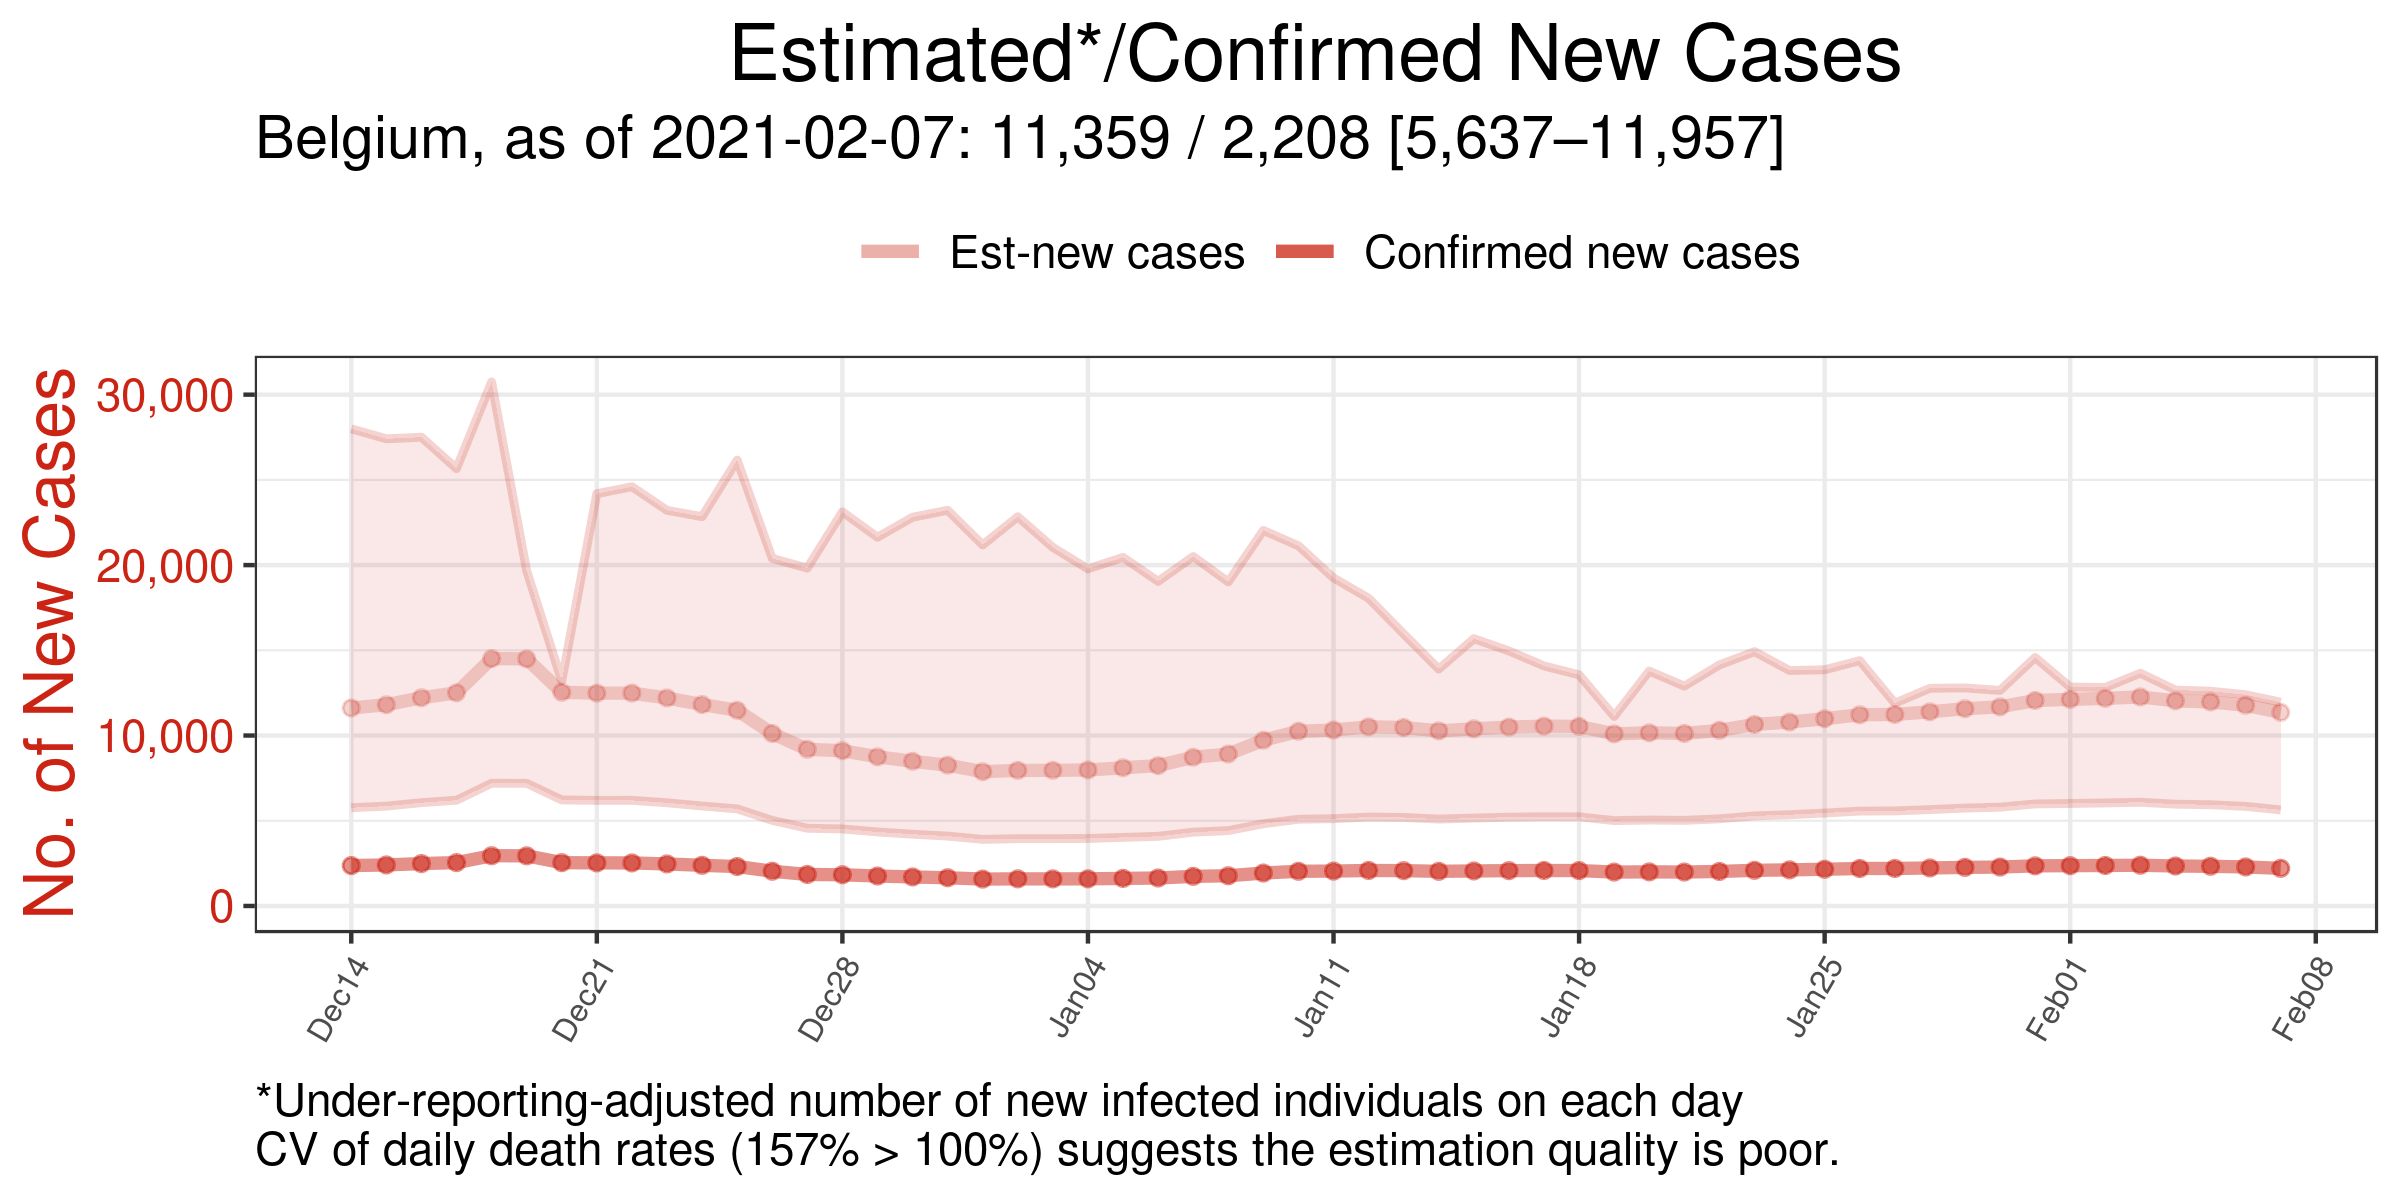 Estimated*/Confirmed New Cases
Belgium, as of 2021-02-07: 11,359 / 2,208 [5,637–11,957]
Est-new cases
Confirmed new cases
No. of New Cases
30,000
20,000
10,000
0
Dec14
Dec21
Dec28
Jan04
Jan11
Jan18
Jan25
Feb01
Feb08
*Under-reporting-adjusted number of new infected individuals on each day
CV of daily death rates (157% > 100%) suggests the estimation quality is poor.